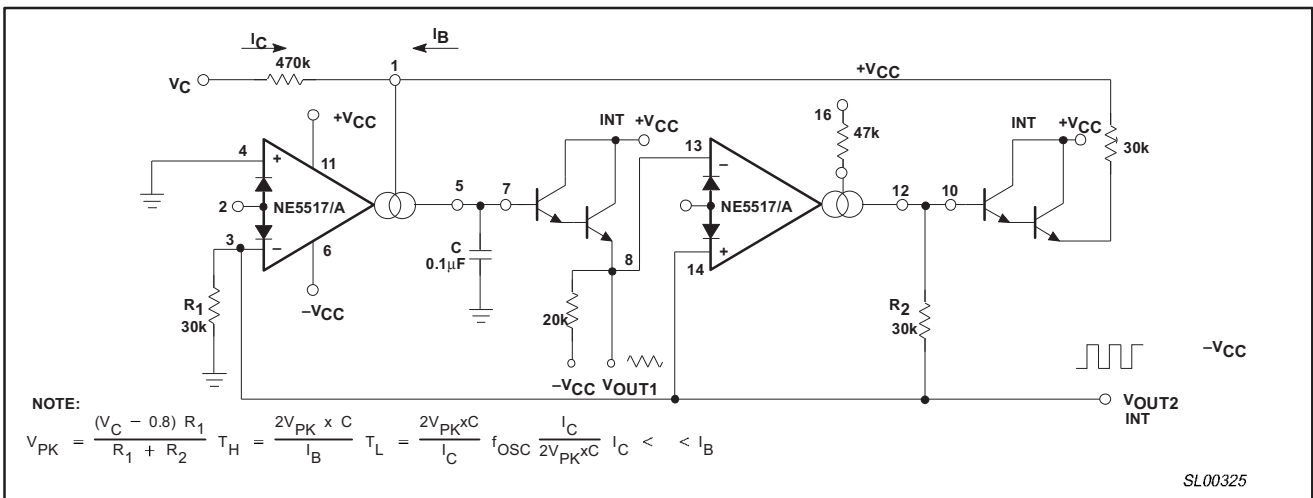 IC
IB
470k
1
+VCC
VC
+VCC
INT
+VCC
16
47k
INT
+VCC
30k
4
+
11
13
–
5
7
12
10
2
NE5517/A
NE5517/A
3
–
6
C
0.1μF
8
+
14
–VCC
R1
30k
20k
R2
30k
–VCC
VOUT1
–VCC
VOUT2
INT
NOTE:
VPK = (VC – 0.8) R1 / R1 + R2 TH = 2VPK x C / IB TL = 2VPKxC / IC fOSC IC / 2VPKxC IC < < IB
SL00325